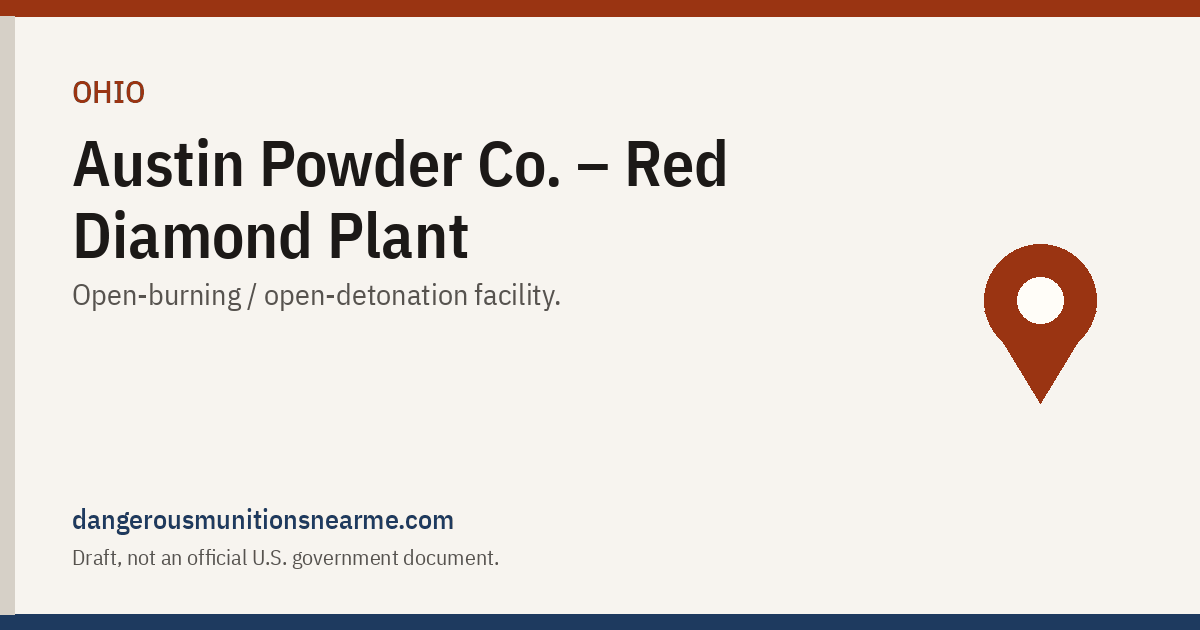 OHIO
Austin Powder Co. – Red
Diamond Plant
Open-burning / open-detonation facility.
dangerousmunitionsnearme.com
Draft, not an official U.S. government document.